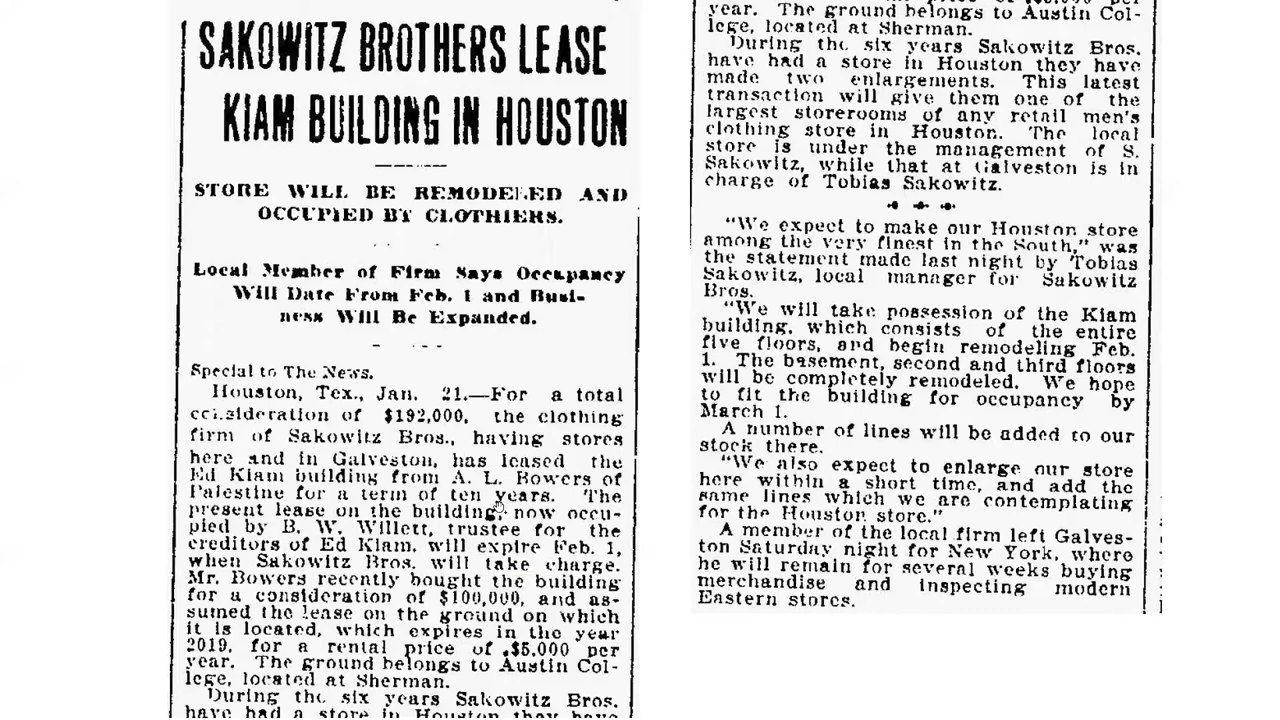 SAKOWITZ BROTHERS LEASE
KIAM BUILDING IN HOUSTON
STORE WILL BE REMODELED AND
OCCUPIED BY CLOTHIERS.
Local Member of Firm Says Occupancy
Will Date From Feb. 1 and Busi-
ness Will Be Expanded.
Special to The News.
Houston, Tex., Jan. 21.—For a total
consideration of $192,000, the clothing
firm of Sakowitz Bros., having stores
here and in Galveston, has leased the
Ed Kiam building from A. L. Bowers of
Palestine for a term of ten years. The
present lease on the building, now occu-
pied by B. W. Willett, trustee for the
creditors of Ed Kiam, will expire Feb. 1,
when Sakowitz Bros. will take charge.
Mr. Bowers recently bought the building
for a consideration of $100,000, and as-
sumed the lease on the ground on which
it is located, which expires in the year
2019, for a rental price of $5,000 per
year. The ground belongs to Austin Col-
lege, located at Sherman.
During the six years Sakowitz Bros.
have had a store in Houston they have
year. The ground belongs to Austin Col-
lege, located at Sherman.
During the six years Sakowitz Bros.
have had a store in Houston they have
made two enlargements. This latest
transaction will give them one of the
largest storerooms of any retail men's
clothing store in Houston. The local
store is under the management of S.
Sakowitz, while that at Galveston is in
charge of Tobias Sakowitz.
"We expect to make our Houston store
among the very finest in the South," was
the statement made last night by Tobias
Sakowitz, local manager for Sakowitz
Bros.
"We will take possession of the Kiam
building, which consists of the entire
five floors, and begin remodeling Feb.
1. The basement, second and third floors
will be completely remodeled. We hope
to fit the building for occupancy by
March 1.
A number of lines will be added to our
stock there.
"We also expect to enlarge our store
here within a short time, and add the
same lines which we are contemplating
for the Houston store."
A member of the local firm left Galves-
ton Saturday night for New York, where
he will remain for several weeks buying
merchandise and inspecting modern
Eastern stores.